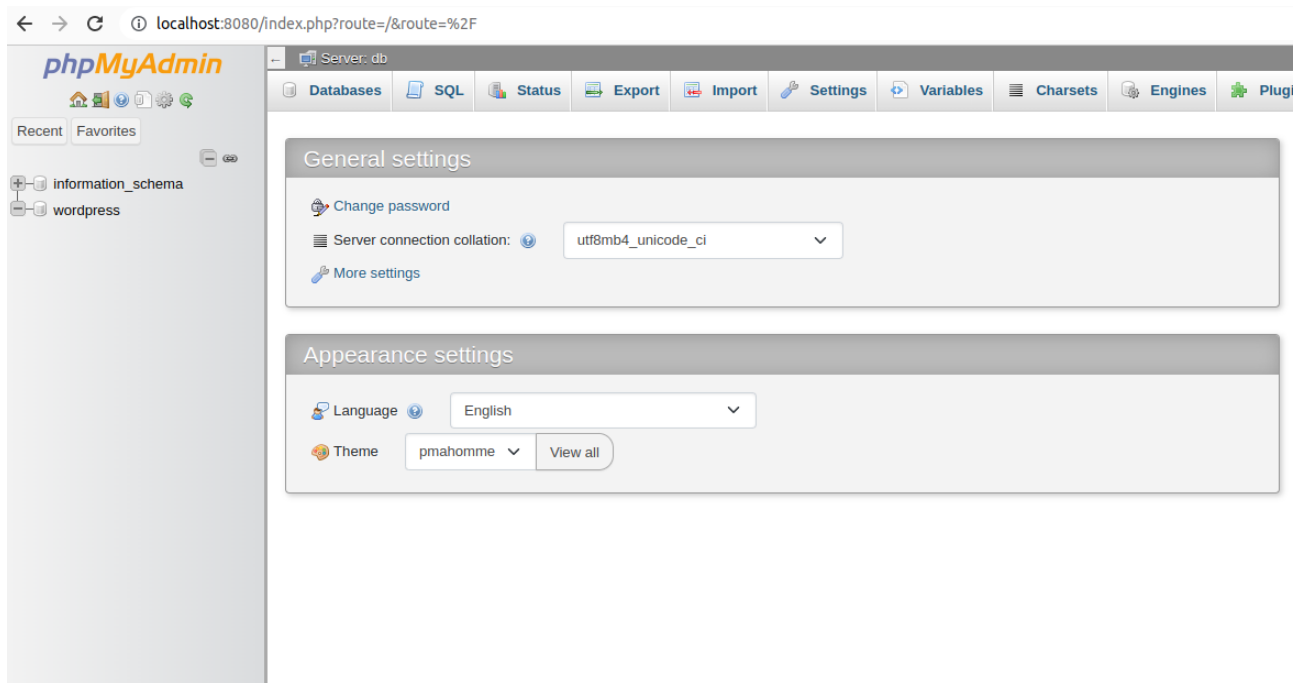 localhost:8080/index.php?route=/&route=%2F
phpMyAdmin
Recent Favorites
information_schema
wordpress
Server: db
Databases SQL Status Export Import Settings Variables Charsets Engines Plugi
General settings
Change password
Server connection collation: utf8mb4_unicode_ci
More settings
Appearance settings
Language English
Theme pmahomme View all